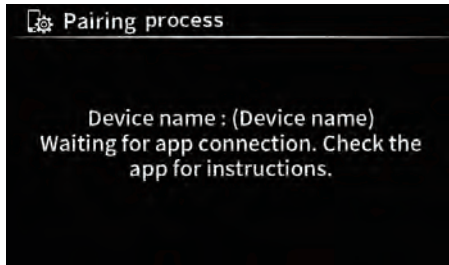 Pairing process
Device name : (Device name)
Waiting for app connection. Check the
app for instructions.